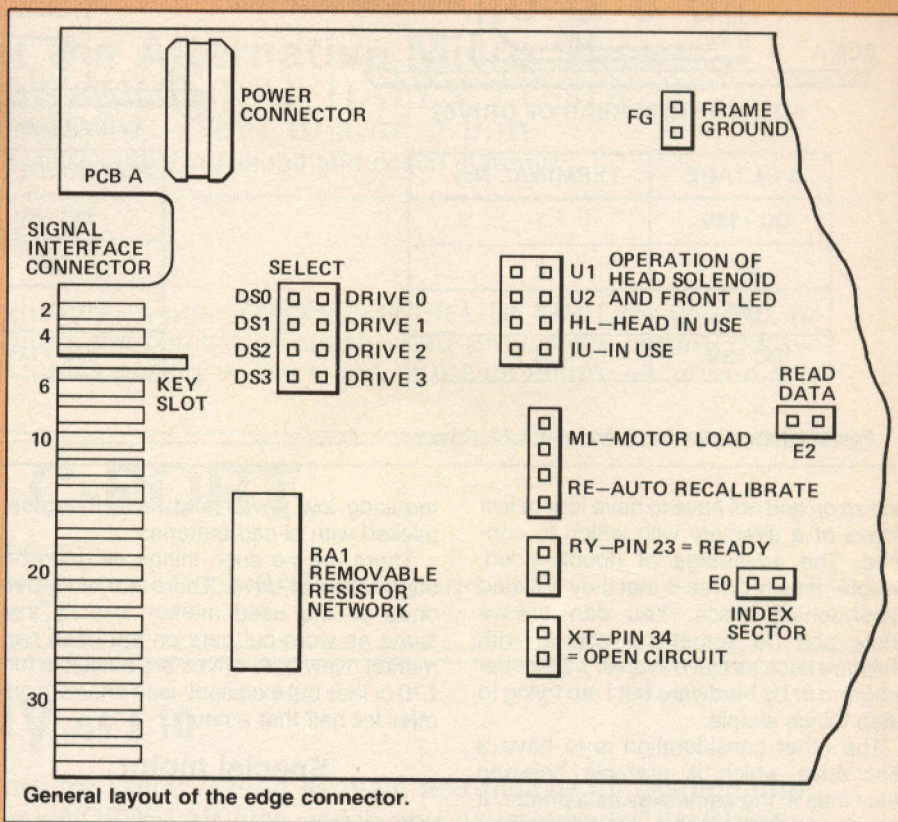 POWER
CONNECTOR
FG
FRAME
GROUND
PCB A
SIGNAL
INTERFACE
CONNECTOR
SELECT
DS0 DRIVE 0
DS1 DRIVE 1
DS2 DRIVE 2
DS3 DRIVE 3
U1 OPERATION OF
HEAD SOLENOID
U2 AND FRONT LED
HL–HEAD IN USE
IU–IN USE
2
4
KEY
SLOT
6
10
20
30
READ
DATA
E2
ML–MOTOR LOAD
RE–AUTO RECALIBRATE
RA1
REMOVABLE
RESISTOR
NETWORK
RY–PIN 23 = READY
E0
INDEX
SECTOR
XT–PIN 34
= OPEN CIRCUIT
General layout of the edge connector.